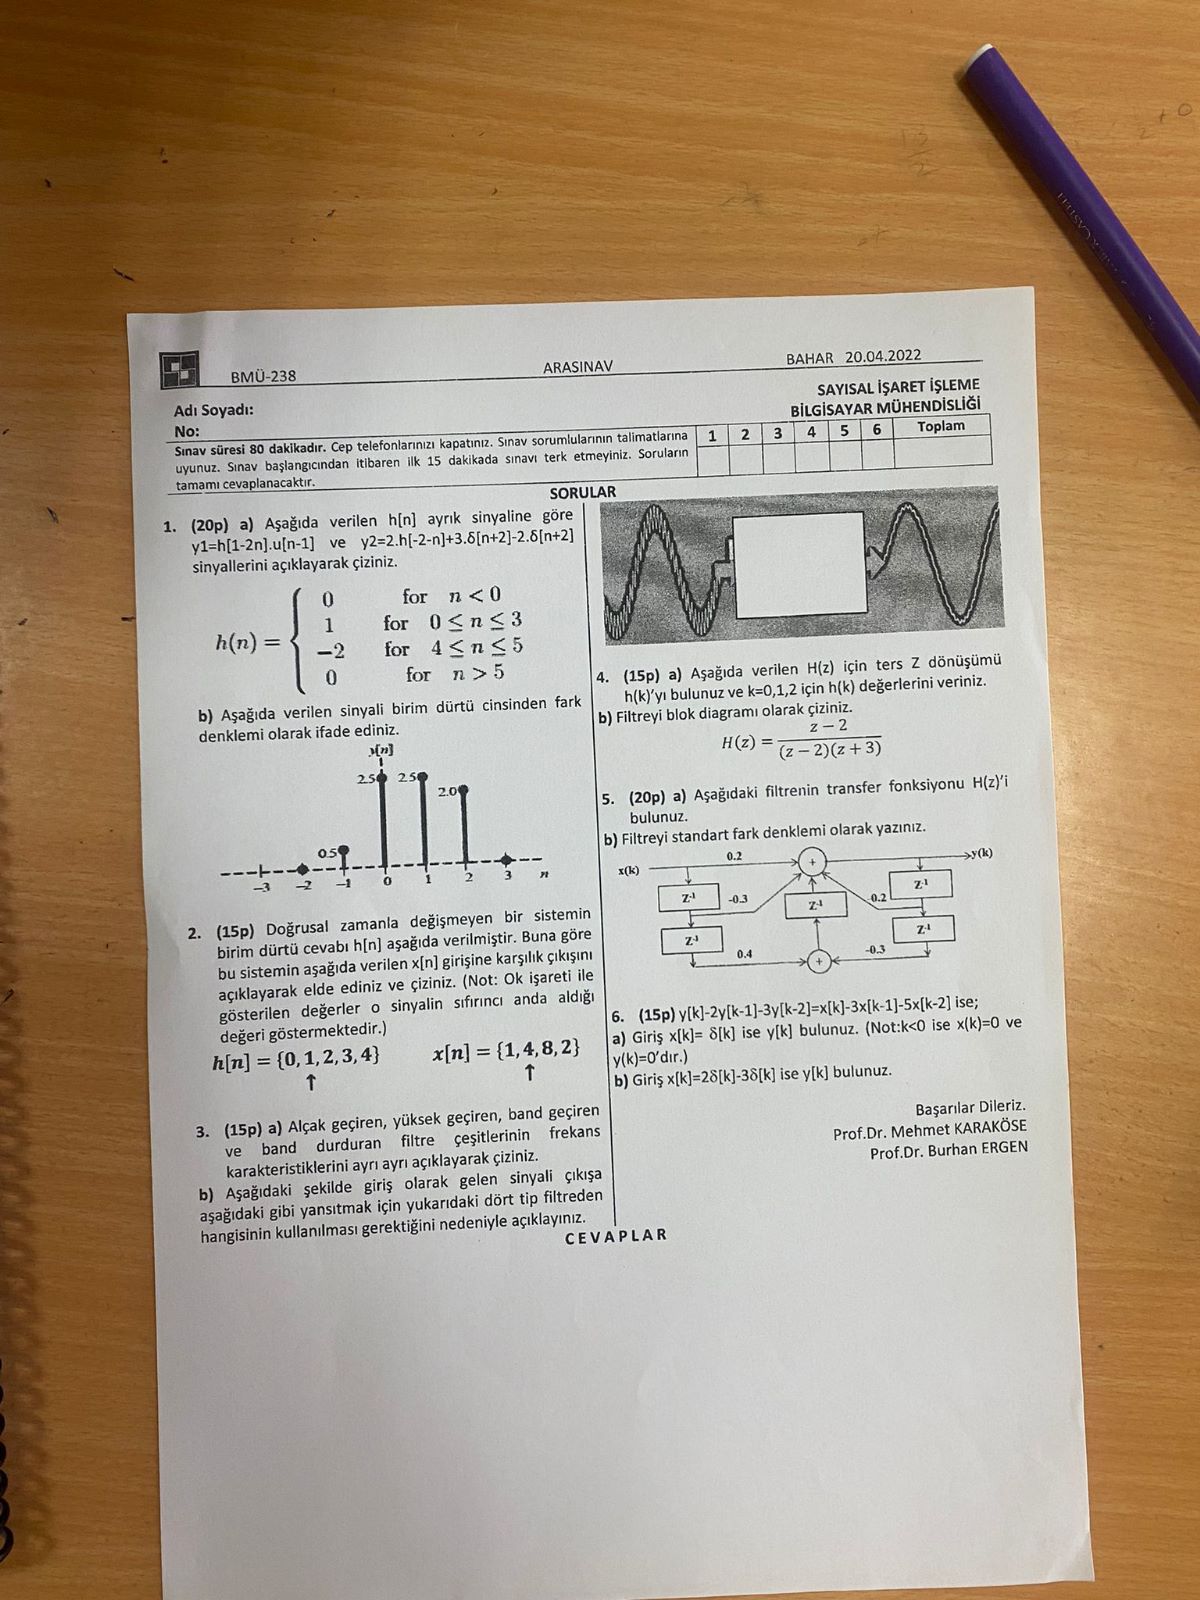 BMÜ-238
ARASINAV
BAHAR 20.04.2022
SAYISAL İŞARET İŞLEME
BİLGİSAYAR MÜHENDİSLİĞİ
Adı Soyadı:
No:
Sınav süresi 80 dakikadır. Cep telefonlarınızı kapatınız. Sınav sorumlularının talimatlarına
uyunuz. Sınav başlangıcından itibaren ilk 15 dakikada sınavı terk etmeyiniz. Soruların
tamamı cevaplanacaktır.
1 2 3 4 5 6 Toplam
SORULAR
1. (20p) a) Aşağıda verilen h[n] ayrık sinyaline göre
y1=h[1-2n].u[n-1] ve y2=2.h[-2-n]+3.δ[n+2]-2.δ[n+2]
sinyallerini açıklayarak çiziniz.
0 for n < 0
1 for 0 ≤ n ≤ 3
h(n) =
-2 for 4 ≤ n ≤ 5
0 for n > 5
b) Aşağıda verilen sinyali birim dürtü cinsinden fark
denklemi olarak ifade ediniz.
y[n]
2.5 2.5
2.0
0.5
-3 -2 -1 0 1 2 3 n
2. (15p) Doğrusal zamanla değişmeyen bir sistemin
birim dürtü cevabı h[n] aşağıda verilmiştir. Buna göre
bu sistemin aşağıda verilen x[n] girişine karşılık çıkışını
açıklayarak elde ediniz ve çiziniz. (Not: Ok işareti ile
gösterilen değerler o sinyalin sıfırıncı anda aldığı
değeri göstermektedir.)
h[n] = {0, 1, 2, 3, 4} x[n] = {1, 4, 8, 2}
↑ ↑
3. (15p) a) Alçak geçiren, yüksek geçiren, band geçiren
ve band durduran filtre çeşitlerinin frekans
karakteristiklerini ayrı ayrı açıklayarak çiziniz.
b) Aşağıdaki şekilde giriş olarak gelen sinyali çıkışa
aşağıdaki gibi yansıtmak için yukarıdaki dört tip filtreden
hangisinin kullanılması gerektiğini nedeniyle açıklayınız.
4. (15p) a) Aşağıda verilen H(z) için ters Z dönüşümü
h(k)'yı bulunuz ve k=0,1,2 için h(k) değerlerini veriniz.
b) Filtreyi blok diagramı olarak çiziniz.
z - 2
H(z) =
(z - 2)(z + 3)
5. (20p) a) Aşağıdaki filtrenin transfer fonksiyonu H(z)'i
bulunuz.
b) Filtreyi standart fark denklemi olarak yazınız.
x(k) 0.2 + y(k)
Z-1 -0.3 Z-1 0.2 Z-1
Z-1 0.4 + -0.3 Z-1
6. (15p) y[k]-2y[k-1]-3y[k-2]=x[k]-3x[k-1]-5x[k-2] ise;
a) Giriş x[k]= δ[k] ise y[k] bulunuz. (Not:k<0 ise x(k)=0 ve
y(k)=0'dır.)
b) Giriş x[k]=2δ[k]-3δ[k] ise y[k] bulunuz.
Başarılar Dileriz.
Prof.Dr. Mehmet KARAKÖSE
Prof.Dr. Burhan ERGEN
CEVAPLAR